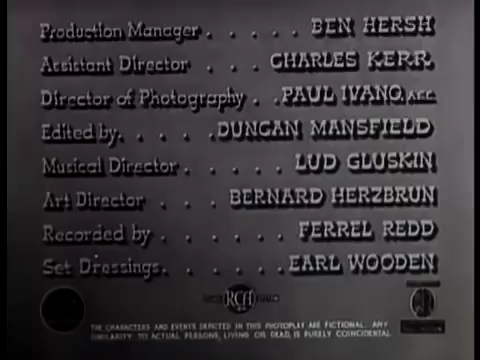 Production Manager . . . . . BEN HERSH
Assistant Director . . . CHARLES KERR.
Director of Photography . . PAUL IVANO, A.S.C.
Edited by. . . . . . DUNCAN MANSFIELD
Musical Director. . . . . . LUD GLUSKIN
Art Director . . . BERNARD HERZBRUN
Recorded by . . . . . . FERREL REDD
Set Dressings. . . . . . . EARL WOODEN
RCA
THE CHARACTERS AND EVENTS DEPICTED IN THIS PHOTOPLAY ARE FICTIONAL. ANY
SIMILARITY TO ACTUAL PERSONS, LIVING OR DEAD, IS PURELY COINCIDENTAL.